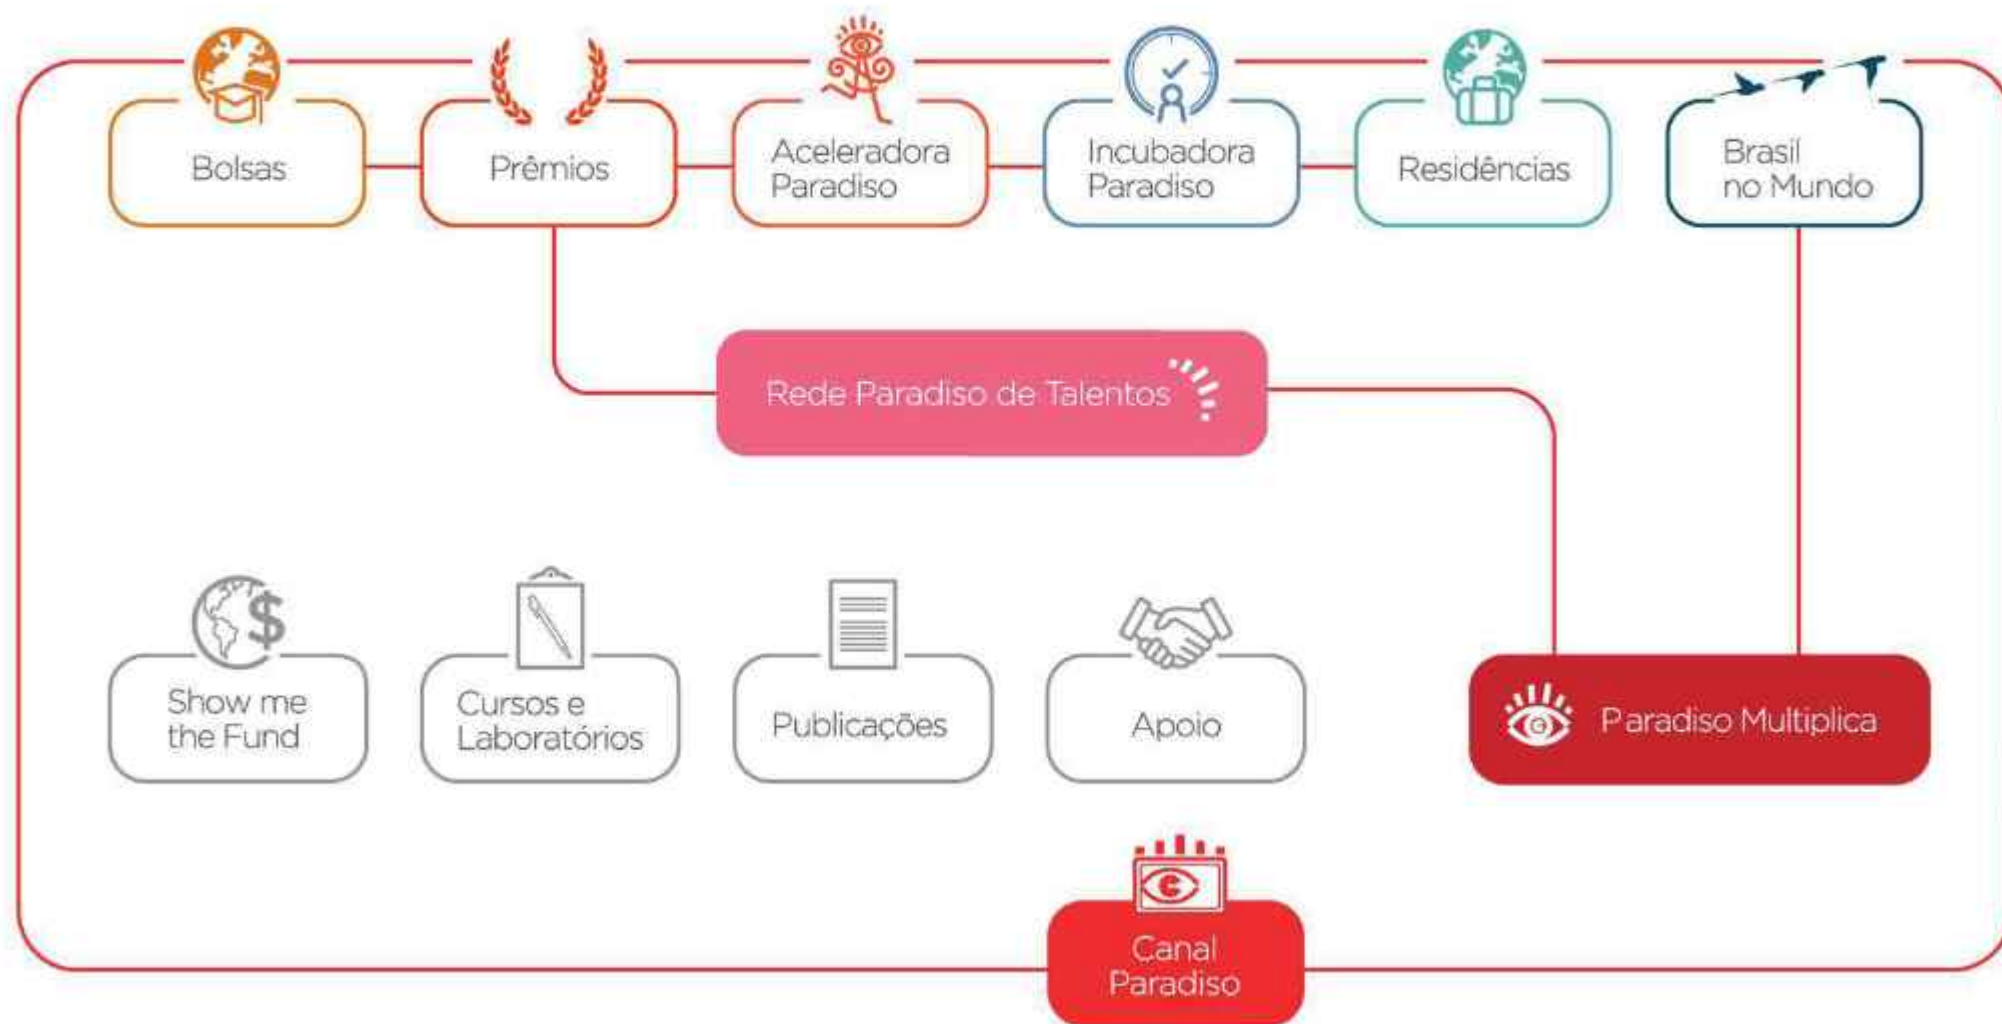 Bolsas
Prêmios
Aceleradora
Paradiso
Incubadora
Paradiso
Residências
Brasil
no Mundo
Rede Paradiso de Talentos
Show me
the Fund
Cursos e
Laboratórios
Publicações
Apoio
Paradiso Multiplica
Canal
Paradiso